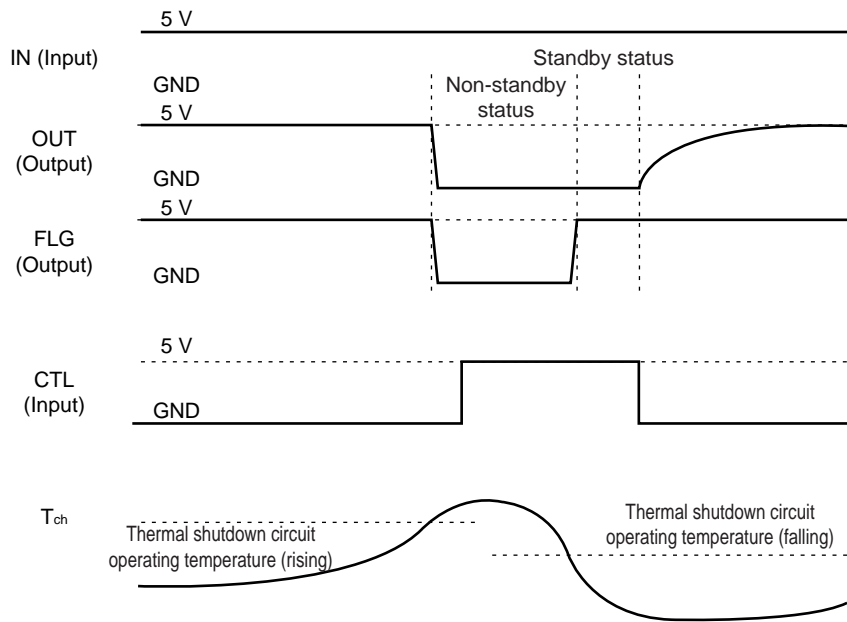 5 V
IN (Input)
Standby status
GND
Non-standby
status
5 V
OUT
(Output)
GND
5 V
FLG
(Output)
GND
5 V
CTL
(Input)
GND
Tch
Thermal shutdown circuit
operating temperature (rising)
Thermal shutdown circuit
operating temperature (falling)